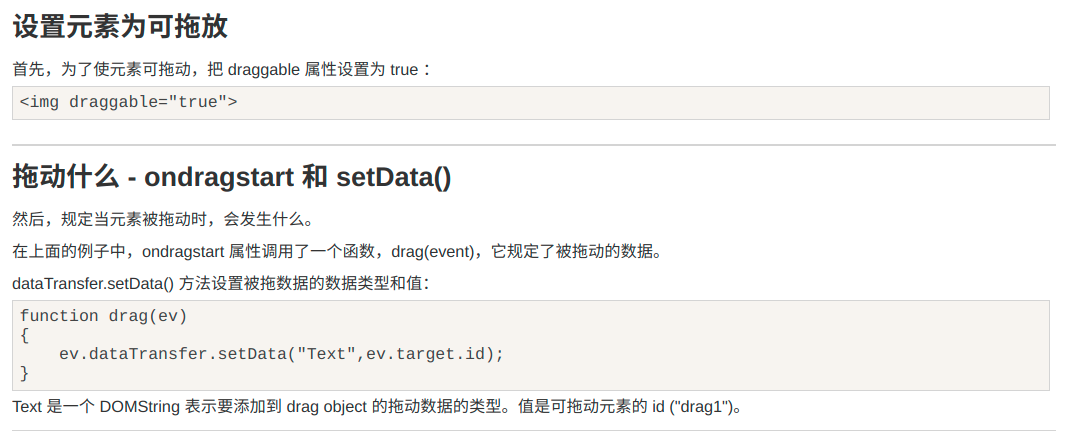 设置元素为可拖放
首先，为了使元素可拖动，把 draggable 属性设置为 true ：
<img draggable="true">
拖动什么 - ondragstart 和 setData()
然后，规定当元素被拖动时，会发生什么。
在上面的例子中，ondragstart 属性调用了一个函数，drag(event)，它规定了被拖动的数据。
dataTransfer.setData() 方法设置被拖数据的数据类型和值：
function drag(ev)
{
    ev.dataTransfer.setData("Text",ev.target.id);
}
Text 是一个 DOMString 表示要添加到 drag object 的拖动数据的类型。值是可拖动元素的 id ("drag1")。